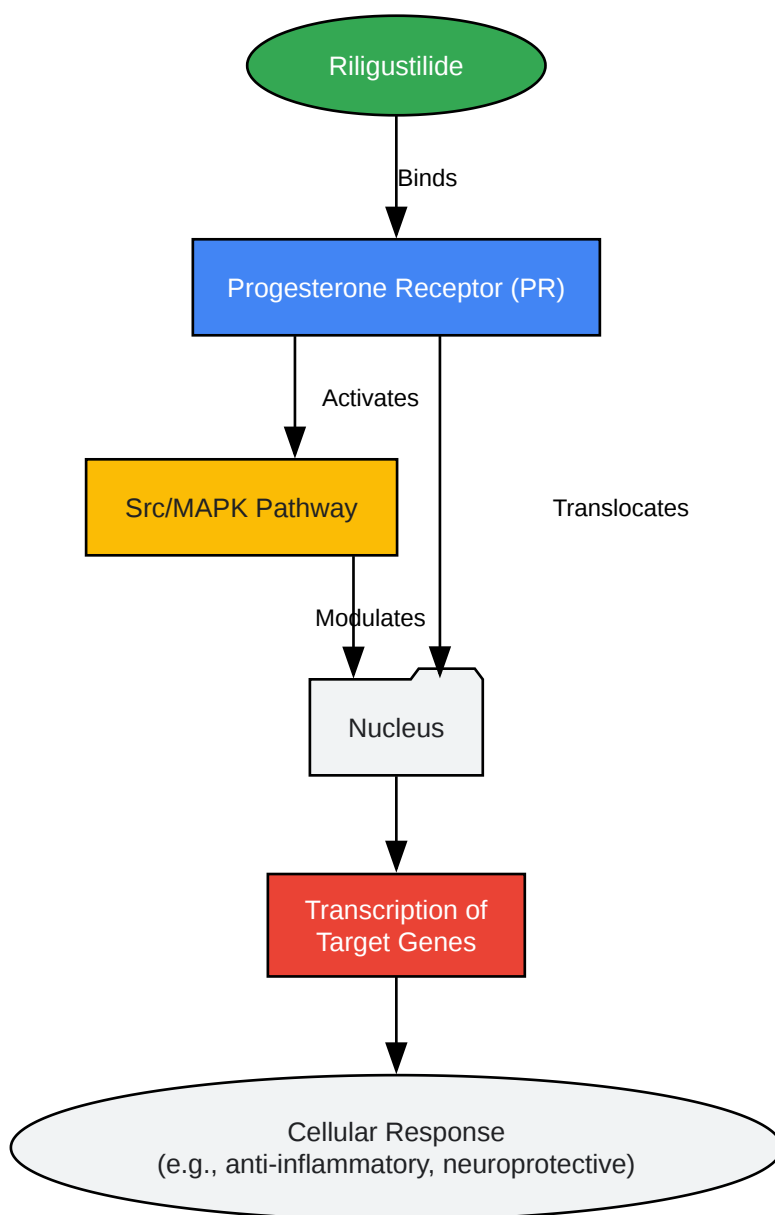 Riligustilide
Binds
Progesterone Receptor (PR)
Activates
Src/MAPK Pathway
Translocates
Modulates
Nucleus
Transcription of
Target Genes
Cellular Response
(e.g., anti-inflammatory, neuroprotective)